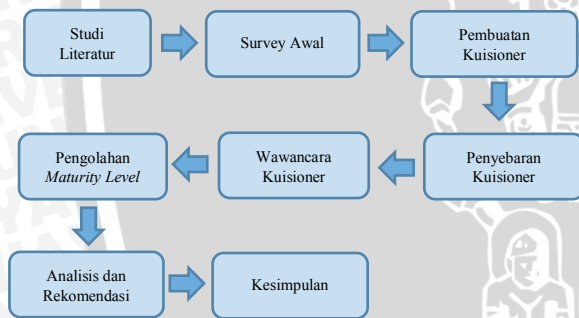 Studi
Literatur
Survey Awal
Pembuatan
Kuisioner
Penyebaran
Kuisioner
Wawancara
Kuisioner
Pengolahan
Maturity Level
Analisis dan
Rekomendasi
Kesimpulan